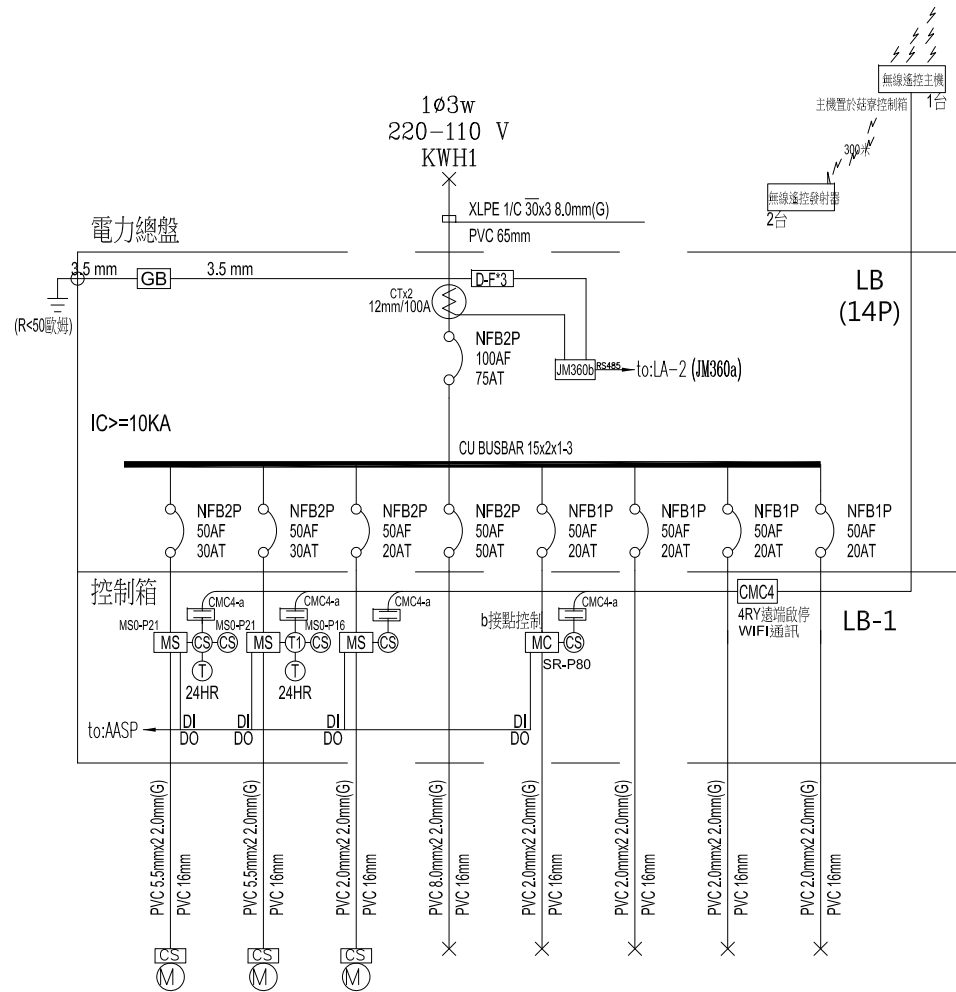 無線遙控主機
1台
主機置於菇寮控制箱
300米
無線遙控發射器
2台
1ø3w
220-110 V
KWH1
XLPE 1/C 30x3 8.0mm(G)
PVC 65mm
電力總盤
3.5 mm
GB
3.5 mm
D-F*3
LB
(14P)
(R<50歐姆)
CTx2
12mm/100A
NFB2P
100AF
75AT
JM360b
RS485
to:LA-2 (JM360a)
IC>=10KA
CU BUSBAR 15x2x1-3
NFB2P
50AF
30AT
NFB2P
50AF
30AT
NFB2P
50AF
20AT
NFB2P
50AF
50AT
NFB1P
50AF
20AT
NFB1P
50AF
20AT
NFB1P
50AF
20AT
NFB1P
50AF
20AT
控制箱
CMC4-a
CMC4-a
CMC4-a
CMC4-a
CMC4
4RY遠端啟停
WIFI通訊
LB-1
MS0-P21
MS0-P21
MS0-P16
b接點控制
MS
CS
CS
MS
T1
CS
MS
CS
MC
CS
SR-P80
T
24HR
T
24HR
to:AASP
DI
DO
DI
DO
DI
DO
DI
DO
PVC 5.5mmx2 2.0mm(G)
PVC 16mm
PVC 5.5mmx2 2.0mm(G)
PVC 16mm
PVC 2.0mmx2 2.0mm(G)
PVC 16mm
PVC 8.0mmx2 2.0mm(G)
PVC 16mm
PVC 2.0mmx2 2.0mm(G)
PVC 16mm
PVC 2.0mmx2 2.0mm(G)
PVC 16mm
PVC 2.0mmx2 2.0mm(G)
PVC 16mm
PVC 2.0mmx2 2.0mm(G)
PVC 16mm
CS
M
CS
M
CS
M